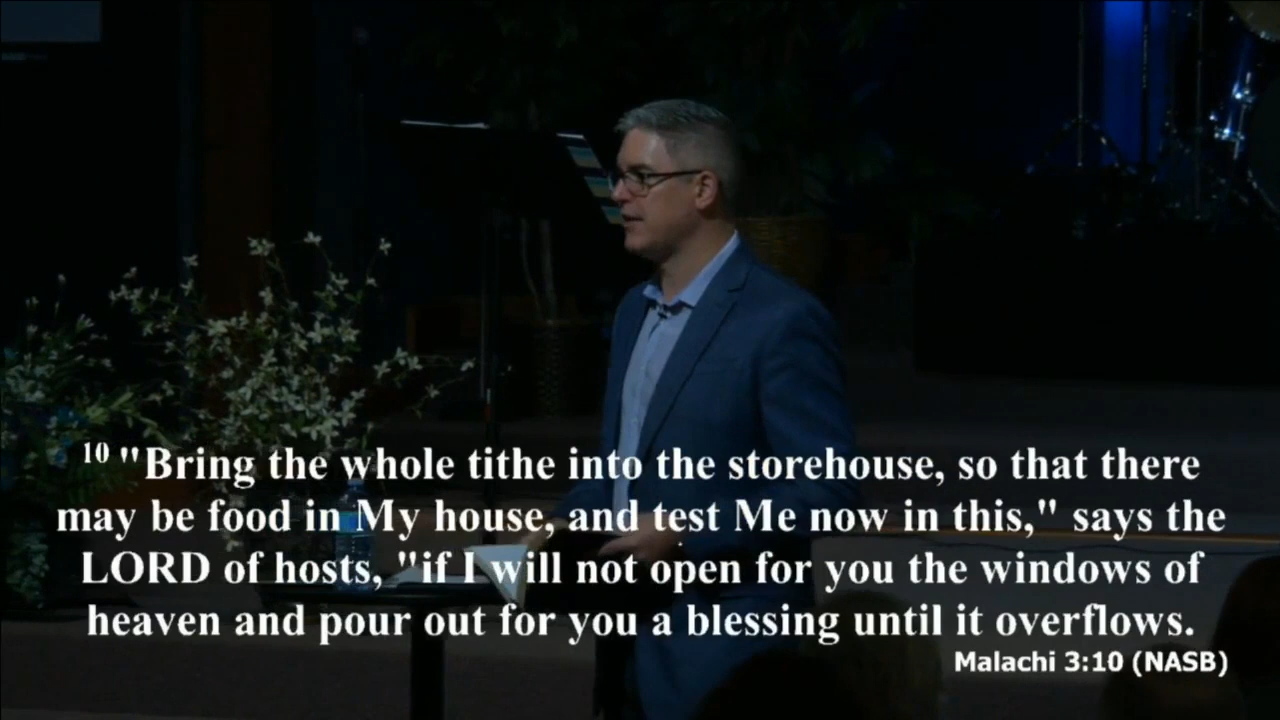 10 "Bring the whole tithe into the storehouse, so that there
may be food in My house, and test Me now in this," says the
LORD of hosts, "if I will not open for you the windows of
heaven and pour out for you a blessing until it overflows.
Malachi 3:10 (NASB)